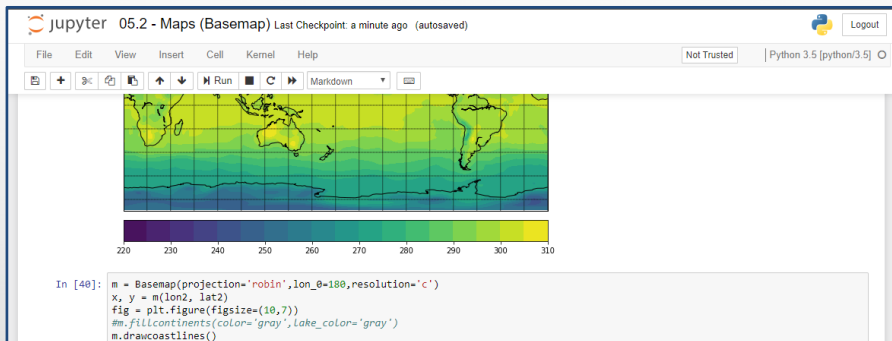 jupyter 05.2 - Maps (Basemap) Last Checkpoint: a minute ago (autosaved) Logout
File Edit View Insert Cell Kernel Help Not Trusted Python 3.5 [python/3.5]
Run Markdown
220 230 240 250 260 270 280 290 300 310
In [40]: m = Basemap(projection='robin',lon_0=180,resolution='c')
x, y = m(lon2, lat2)
fig = plt.figure(figsize=(10,7))
#m.fillcontinents(color='gray',lake_color='gray')
m.drawcoastlines()